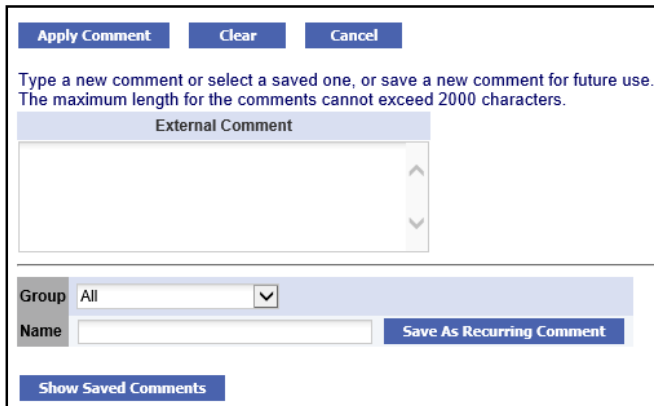 Apply Comment Clear Cancel
Type a new comment or select a saved one, or save a new comment for future use.
The maximum length for the comments cannot exceed 2000 characters.
External Comment
Group All
Name Save As Recurring Comment
Show Saved Comments